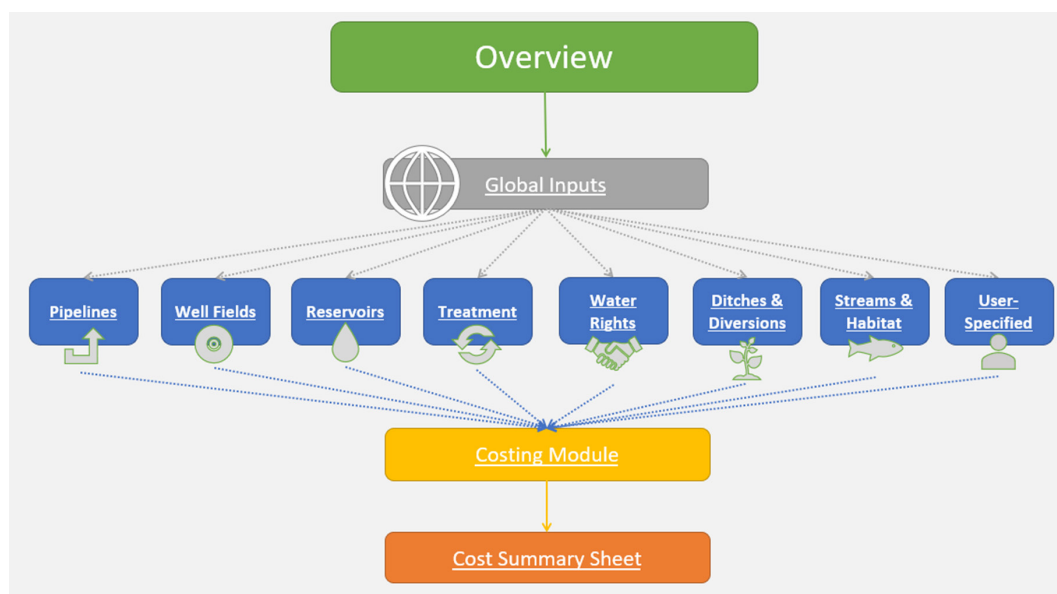 Overview
Global Inputs
Pipelines
Well Fields
Reservoirs
Treatment
Water
Rights
Ditches &
Diversions
Streams &
Habitat
User-
Specified
Costing Module
Cost Summary Sheet